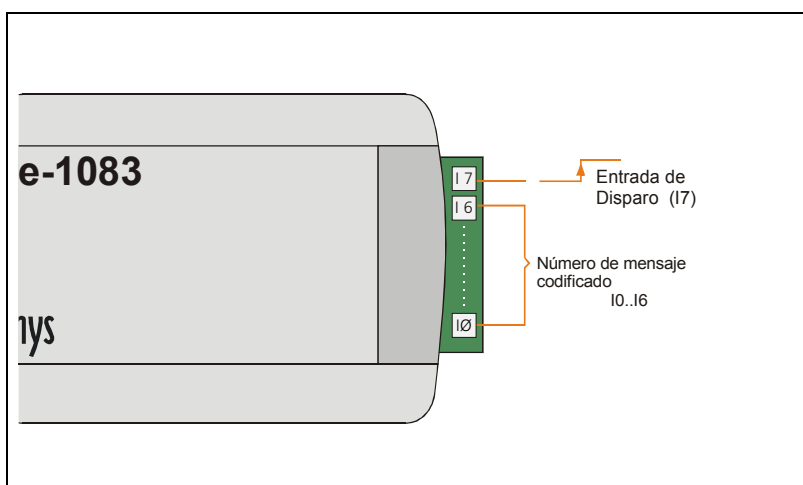 e-1083
I 7
I 6
IØ
Entrada de
Disparo (I7)
Número de mensaje
codificado
I0..I6